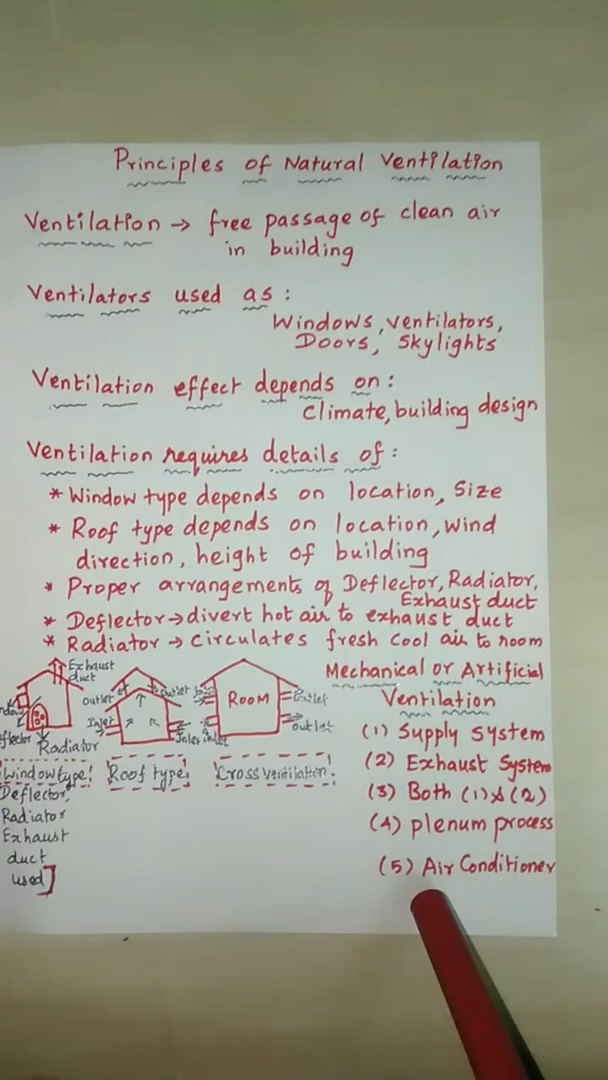 Principles of Natural Ventilation
Ventilation → free passage of clean air
in building
Ventilators used as :
Windows, ventilators,
Doors, Skylights
Ventilation effect depends on :
Climate, building design
Ventilation requires details of :
* Window type depends on location, Size
* Roof type depends on location, wind
direction, height of building
* Proper arrangements of Deflector, Radiator,
Exhaust duct
* Deflector → divert hot air to exhaust duct
* Radiator → Circulates fresh cool air to room
Exhaust
duct
Radiator
Window type
Deflector,
Radiator
Exhaust
duct
used]
Outlet
Outlet
Inlet
Inlet
Roof type
Inlet
ROOM
Outlet
Outlet
Inlet
Cross ventilation
Mechanical or Artificial
Ventilation
(1) Supply System
(2) Exhaust System
(3) Both (1) & (2)
(4) Plenum process
(5) Air Conditioner